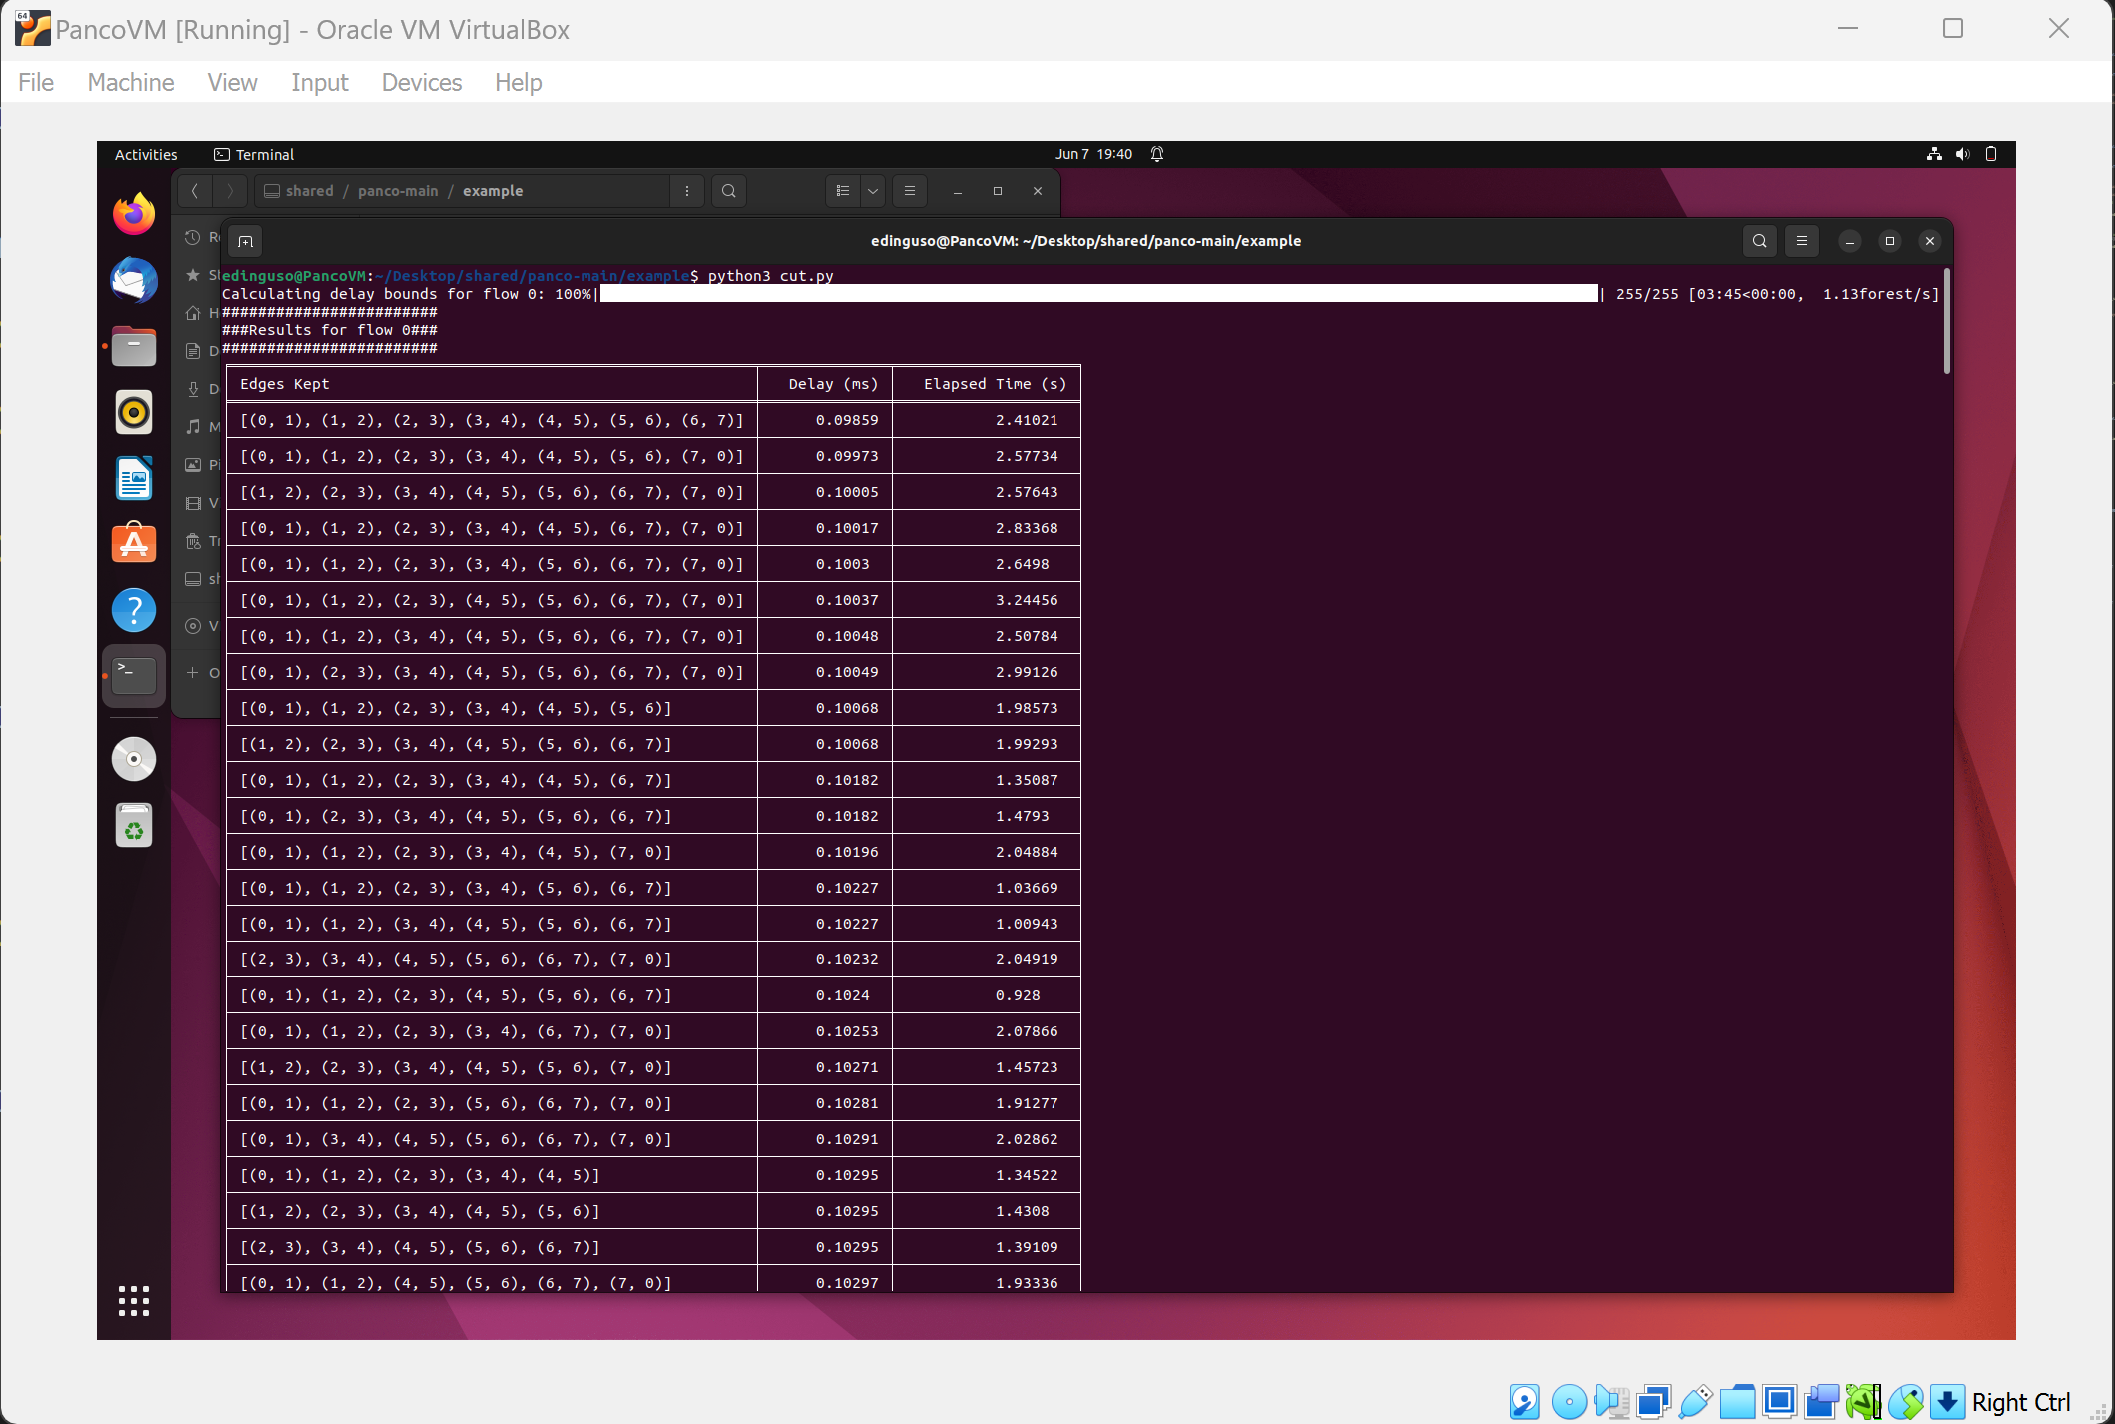 PancoVM [Running] - Oracle VM VirtualBox
File Machine View Input Devices Help
Activities Terminal Jun 7 19:40
shared / panco-main / example
edinguso@PancoVM: ~/Desktop/shared/panco-main/example
edinguso@PancoVM:~/Desktop/shared/panco-main/example$ python3 cut.py
Calculating delay bounds for flow 0: 100%| | 255/255 [03:45<00:00, 1.13forest/s]
########################
###Results for flow 0###
########################
Edges Kept Delay (ms) Elapsed Time (s)
[(0, 1), (1, 2), (2, 3), (3, 4), (4, 5), (5, 6), (6, 7)] 0.09859 2.41021
[(0, 1), (1, 2), (2, 3), (3, 4), (4, 5), (5, 6), (7, 0)] 0.09973 2.57734
[(1, 2), (2, 3), (3, 4), (4, 5), (5, 6), (6, 7), (7, 0)] 0.10005 2.57643
[(0, 1), (1, 2), (2, 3), (3, 4), (4, 5), (6, 7), (7, 0)] 0.10017 2.83368
[(0, 1), (1, 2), (2, 3), (3, 4), (5, 6), (6, 7), (7, 0)] 0.1003 2.6498
[(0, 1), (1, 2), (2, 3), (4, 5), (5, 6), (6, 7), (7, 0)] 0.10037 3.24456
[(0, 1), (1, 2), (3, 4), (4, 5), (5, 6), (6, 7), (7, 0)] 0.10048 2.50784
[(0, 1), (2, 3), (3, 4), (4, 5), (5, 6), (6, 7), (7, 0)] 0.10049 2.99126
[(0, 1), (1, 2), (2, 3), (3, 4), (4, 5), (5, 6)] 0.10068 1.98573
[(1, 2), (2, 3), (3, 4), (4, 5), (5, 6), (6, 7)] 0.10068 1.99293
[(0, 1), (1, 2), (2, 3), (3, 4), (4, 5), (6, 7)] 0.10182 1.35087
[(0, 1), (2, 3), (3, 4), (4, 5), (5, 6), (6, 7)] 0.10182 1.4793
[(0, 1), (1, 2), (2, 3), (3, 4), (4, 5), (7, 0)] 0.10196 2.04884
[(0, 1), (1, 2), (2, 3), (3, 4), (5, 6), (6, 7)] 0.10227 1.03669
[(0, 1), (1, 2), (3, 4), (4, 5), (5, 6), (6, 7)] 0.10227 1.00943
[(2, 3), (3, 4), (4, 5), (5, 6), (6, 7), (7, 0)] 0.10232 2.04919
[(0, 1), (1, 2), (2, 3), (4, 5), (5, 6), (6, 7)] 0.1024 0.928
[(0, 1), (1, 2), (2, 3), (3, 4), (6, 7), (7, 0)] 0.10253 2.07866
[(1, 2), (2, 3), (3, 4), (4, 5), (5, 6), (7, 0)] 0.10271 1.45723
[(0, 1), (1, 2), (2, 3), (5, 6), (6, 7), (7, 0)] 0.10281 1.91277
[(0, 1), (3, 4), (4, 5), (5, 6), (6, 7), (7, 0)] 0.10291 2.02862
[(0, 1), (1, 2), (2, 3), (3, 4), (4, 5)] 0.10295 1.34522
[(1, 2), (2, 3), (3, 4), (4, 5), (5, 6)] 0.10295 1.4308
[(2, 3), (3, 4), (4, 5), (5, 6), (6, 7)] 0.10295 1.39109
[(0, 1), (1, 2), (4, 5), (5, 6), (6, 7), (7, 0)] 0.10297 1.93336
Right Ctrl